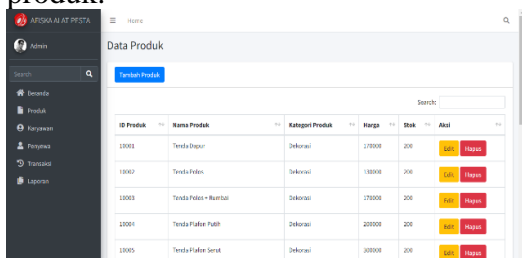 produk.
AFISKA ALAT PESTA
Home
Admin
Data Produk
Search
Tambah Produk
Beranda
Produk
Karyawan
Penyewa
Transaksi
Laporan
Search:
ID Produk Nama Produk Kategori Produk Harga Stok Aksi
10001 Tenda Dapur Dekorasi 170000 200 Edit Hapus
10002 Tenda Polos Dekorasi 130000 200 Edit Hapus
10003 Tenda Polos + Rumbai Dekorasi 170000 200 Edit Hapus
10004 Tenda Plafon Putih Dekorasi 200000 200 Edit Hapus
10005 Tenda Plafon Serut Dekorasi 300000 200 Edit Hapus